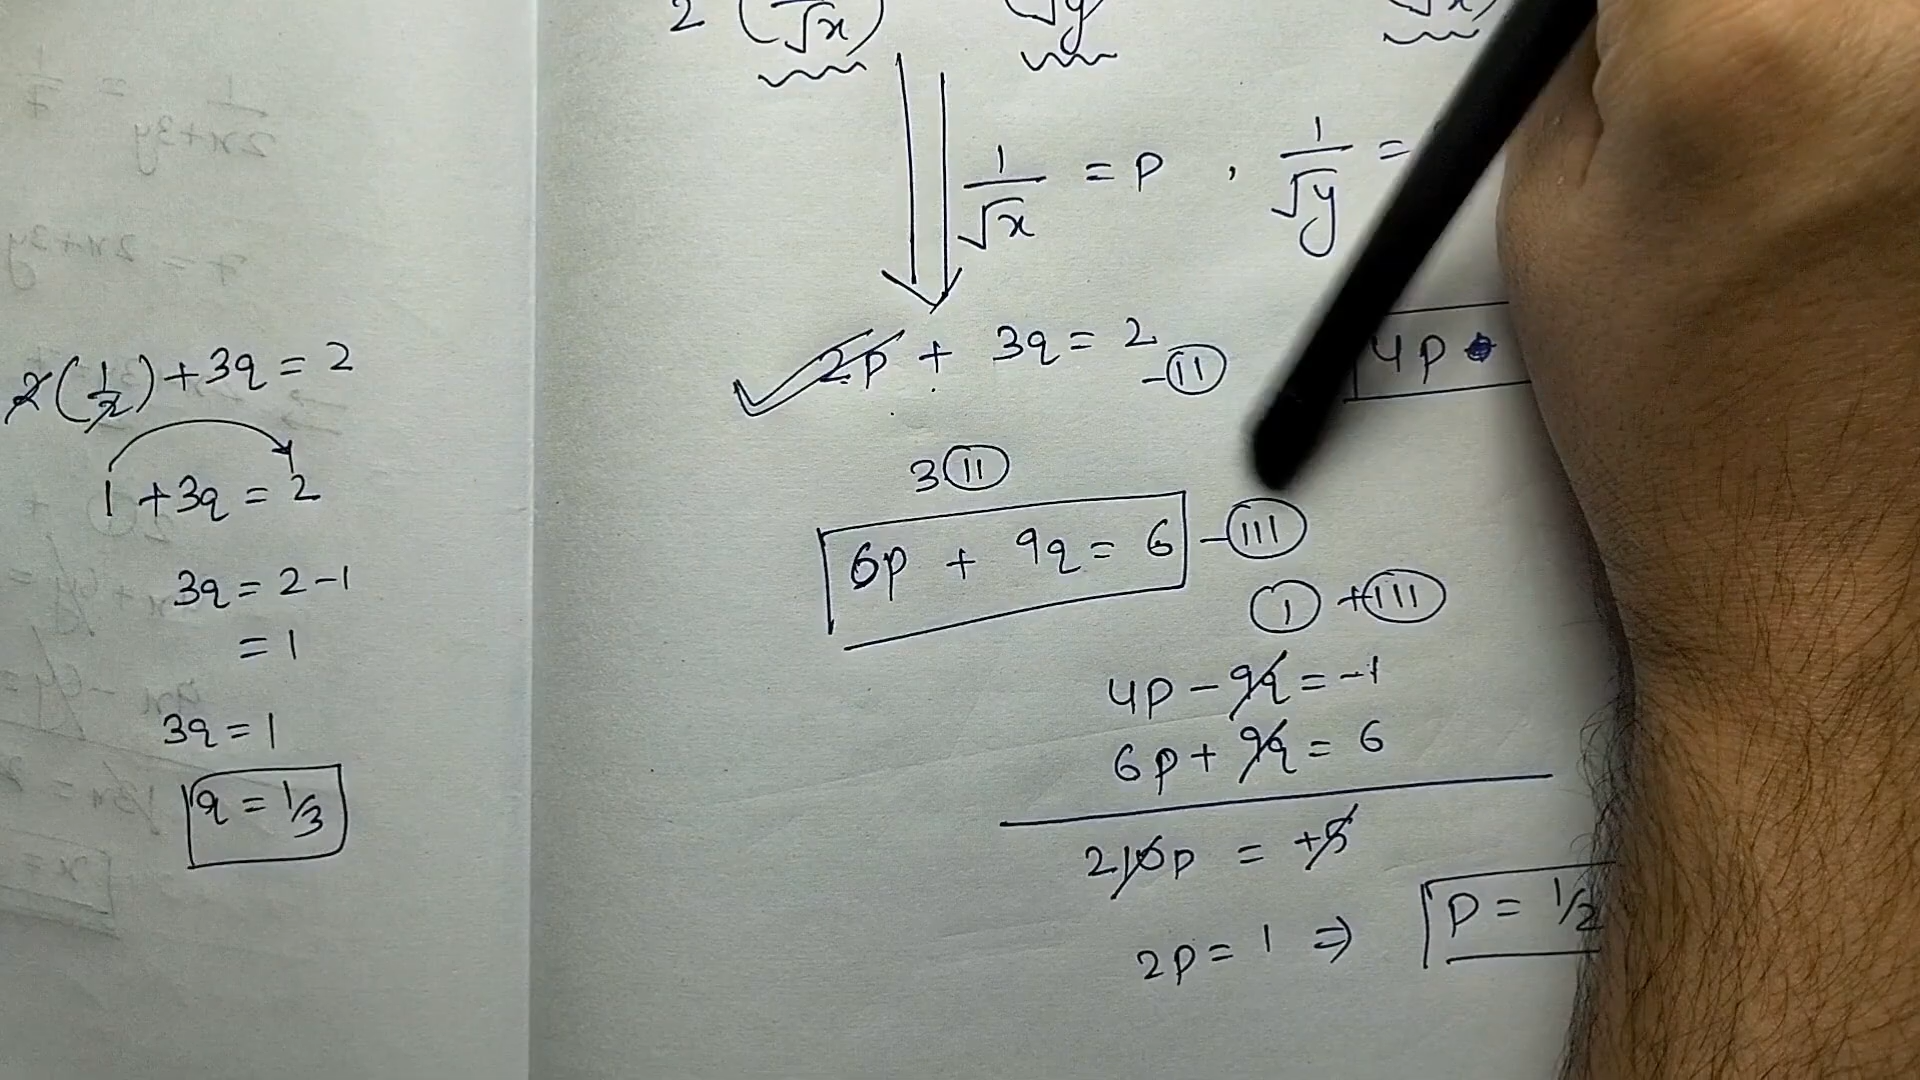 2 (1/√x) √y √x)
1/√x = P , 1/√y =
2p + 3q = 2 -(II)
4p
3(II)
6p + 9q = 6 -(III)
(I) + (III)
4p - 9q = -1
6p + 9q = 6
2 10p = +5
2p = 1 ⇒ P = 1/2
2(1/2) + 3q = 2
1 + 3q = 2
3q = 2 - 1
= 1
3q = 1
q = 1/3